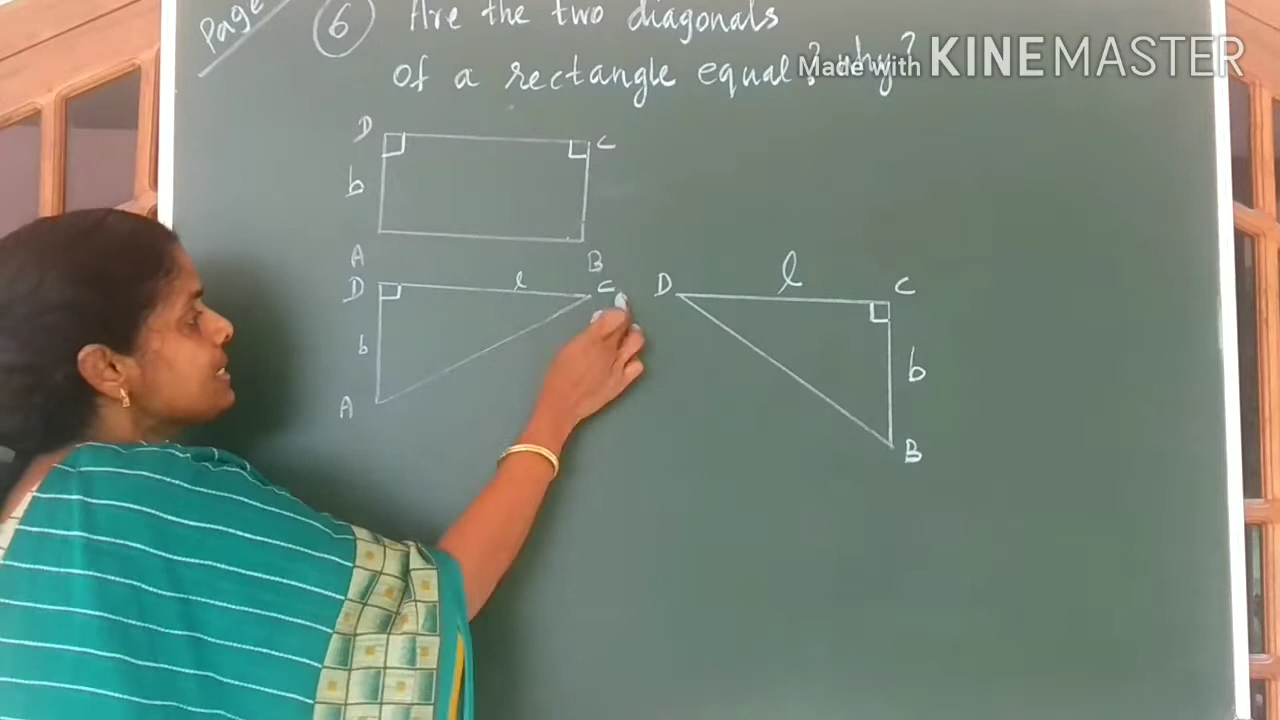 Page
6 Are the two diagonals
of a rectangle equal? why?
Made with KINEMASTER
D C
b
A B
D l C
b
A
D l C
b
B